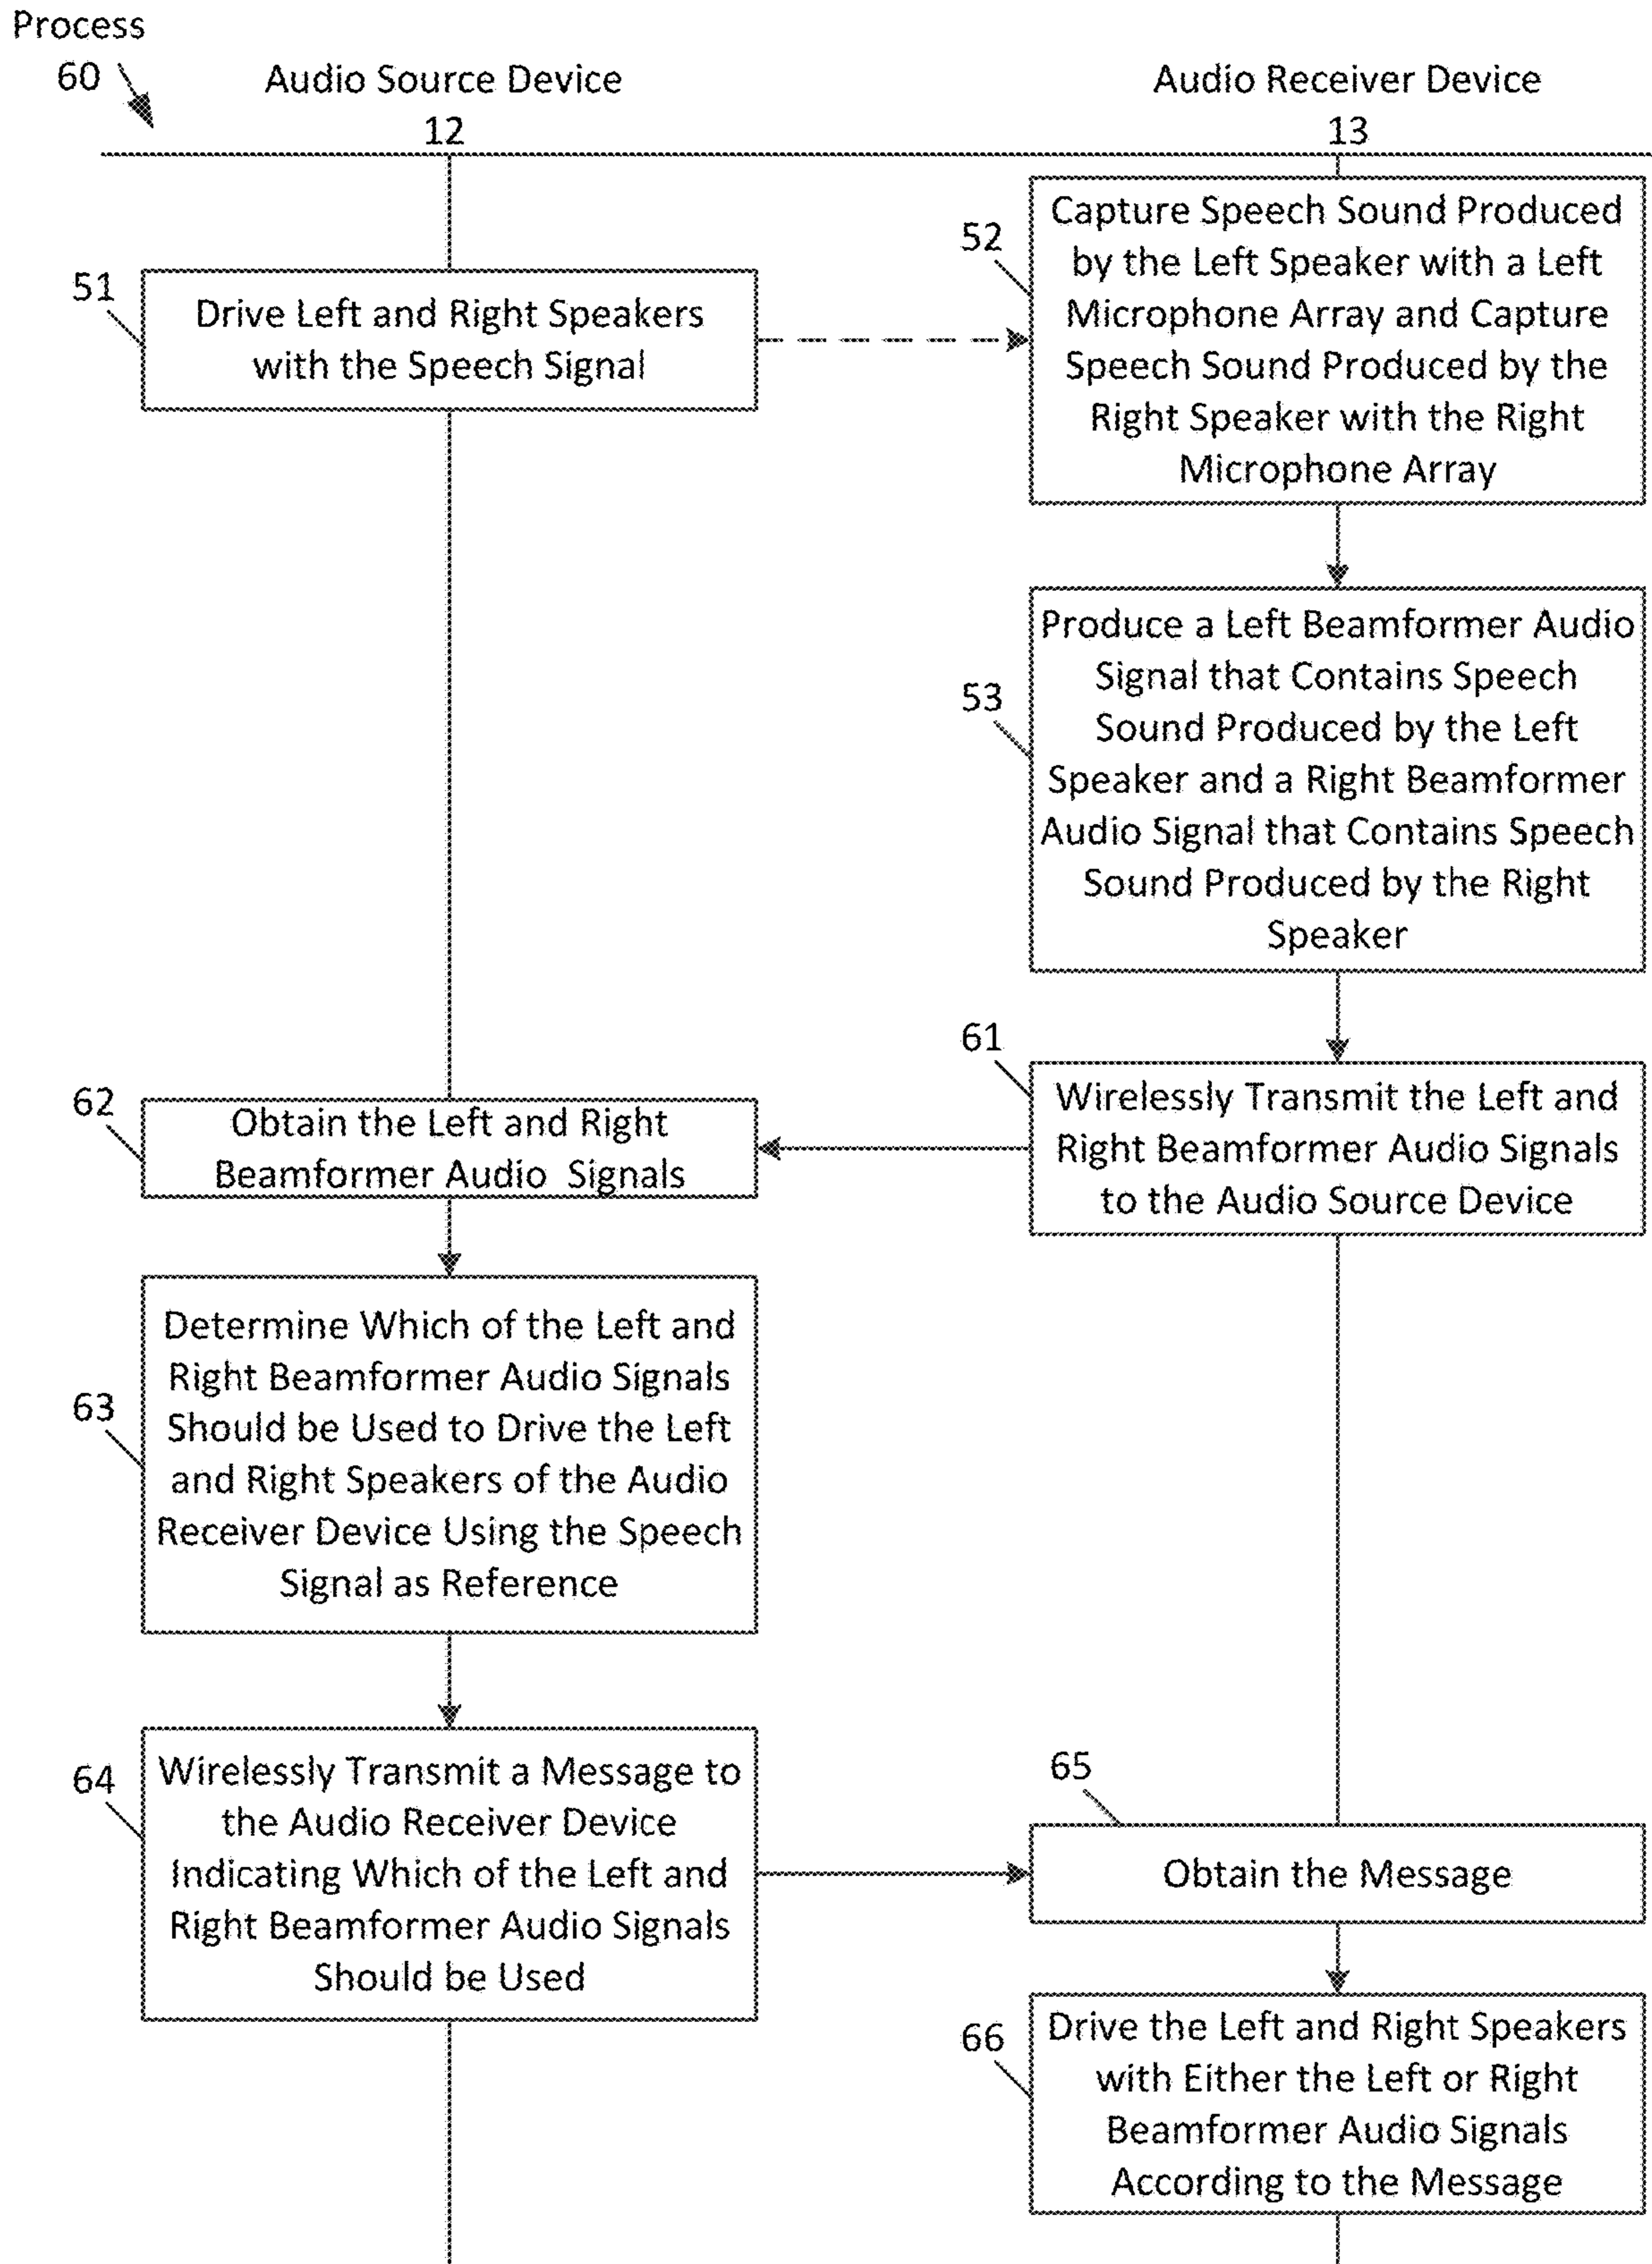 Process
60
Audio Source Device
12
Audio Receiver Device
13
51
Drive Left and Right Speakers
with the Speech Signal
52
Capture Speech Sound Produced
by the Left Speaker with a Left
Microphone Array and Capture
Speech Sound Produced by the
Right Speaker with the Right
Microphone Array
53
Produce a Left Beamformer Audio
Signal that Contains Speech
Sound Produced by the Left
Speaker and a Right Beamformer
Audio Signal that Contains Speech
Sound Produced by the Right
Speaker
61
Wirelessly Transmit the Left and
Right Beamformer Audio Signals
to the Audio Source Device
62
Obtain the Left and Right
Beamformer Audio Signals
63
Determine Which of the Left and
Right Beamformer Audio Signals
Should be Used to Drive the Left
and Right Speakers of the Audio
Receiver Device Using the Speech
Signal as Reference
64
Wirelessly Transmit a Message to
the Audio Receiver Device
Indicating Which of the Left and
Right Beamformer Audio Signals
Should be Used
65
Obtain the Message
66
Drive the Left and Right Speakers
with Either the Left or Right
Beamformer Audio Signals
According to the Message